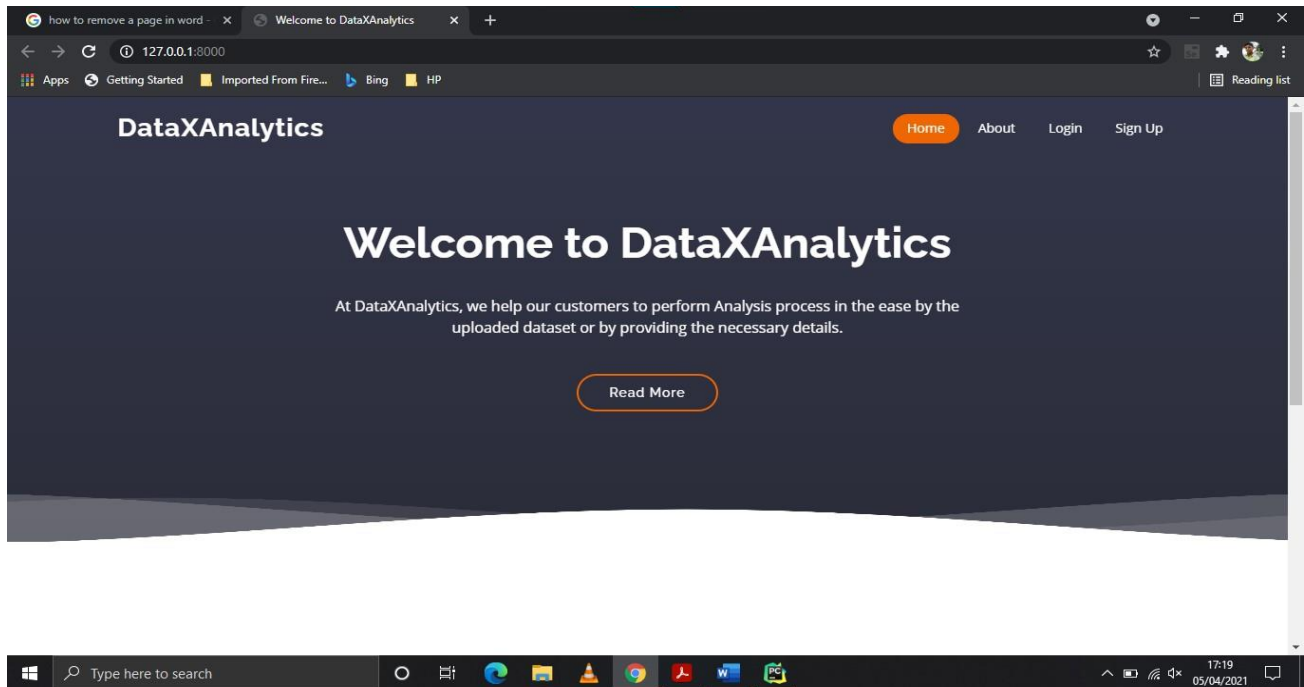 how to remove a page in word -
Welcome to DataXAnalytics
127.0.0.1:8000
Apps Getting Started Imported From Fire... Bing HP Reading list
DataXAnalytics
Home About Login Sign Up
Welcome to DataXAnalytics
At DataXAnalytics, we help our customers to perform Analysis process in the ease by the
uploaded dataset or by providing the necessary details.
Read More
Type here to search
17:19
05/04/2021